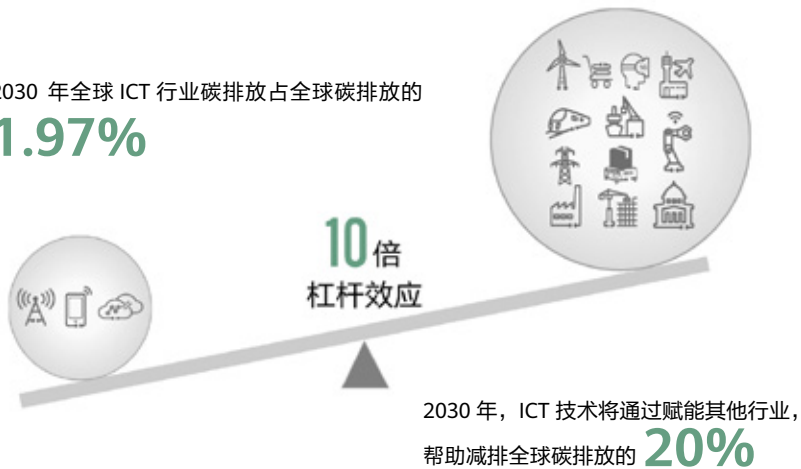 2030 年全球 ICT 行业碳排放占全球碳排放的
1.97%
10倍
杠杆效应
2030 年，ICT 技术将通过赋能其他行业，
帮助减排全球碳排放的 20%